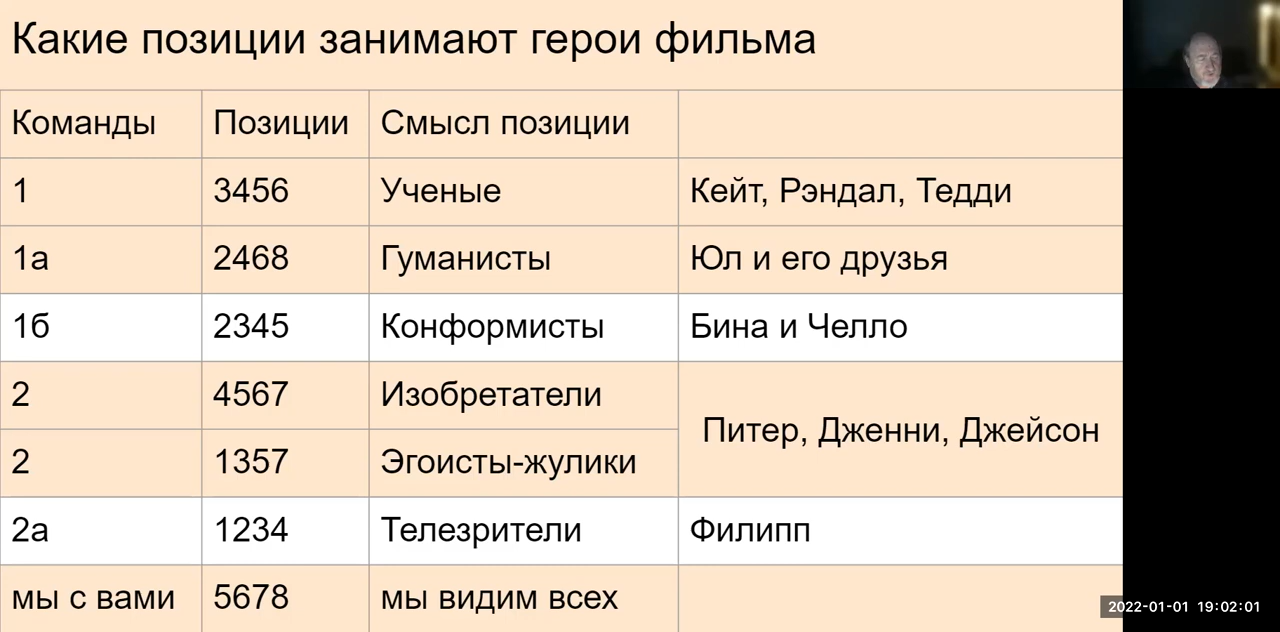 Какие позиции занимают герои фильма
Команды Позиции Смысл позиции
1 3456 Ученые Кейт, Рэндал, Тедди
1а 2468 Гуманисты Юл и его друзья
1б 2345 Конформисты Бина и Челло
2 4567 Изобретатели
Питер, Дженни, Джейсон
2 1357 Эгоисты-жулики
2а 1234 Телезрители Филипп
мы с вами 5678 мы видим всех
2022-01-01 19:02:01